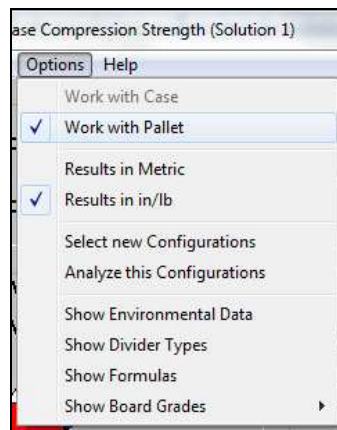 ase Compression Strength (Solution 1)
Options Help
Work with Case
Work with Pallet
Results in Metric
Results in in/lb
Select new Configurations
Analyze this Configurations
Show Environmental Data
Show Divider Types
Show Formulas
Show Board Grades